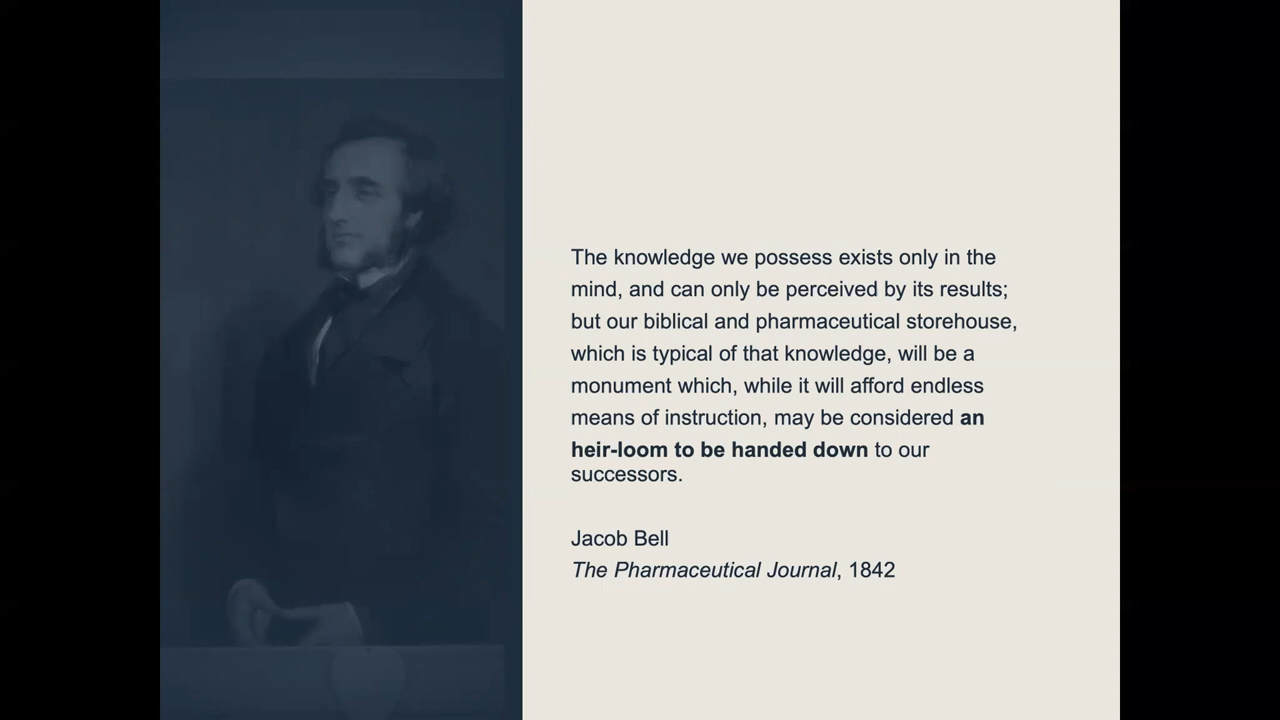 The knowledge we possess exists only in the
mind, and can only be perceived by its results;
but our biblical and pharmaceutical storehouse,
which is typical of that knowledge, will be a
monument which, while it will afford endless
means of instruction, may be considered an
heir-loom to be handed down to our
successors.
Jacob Bell
The Pharmaceutical Journal, 1842